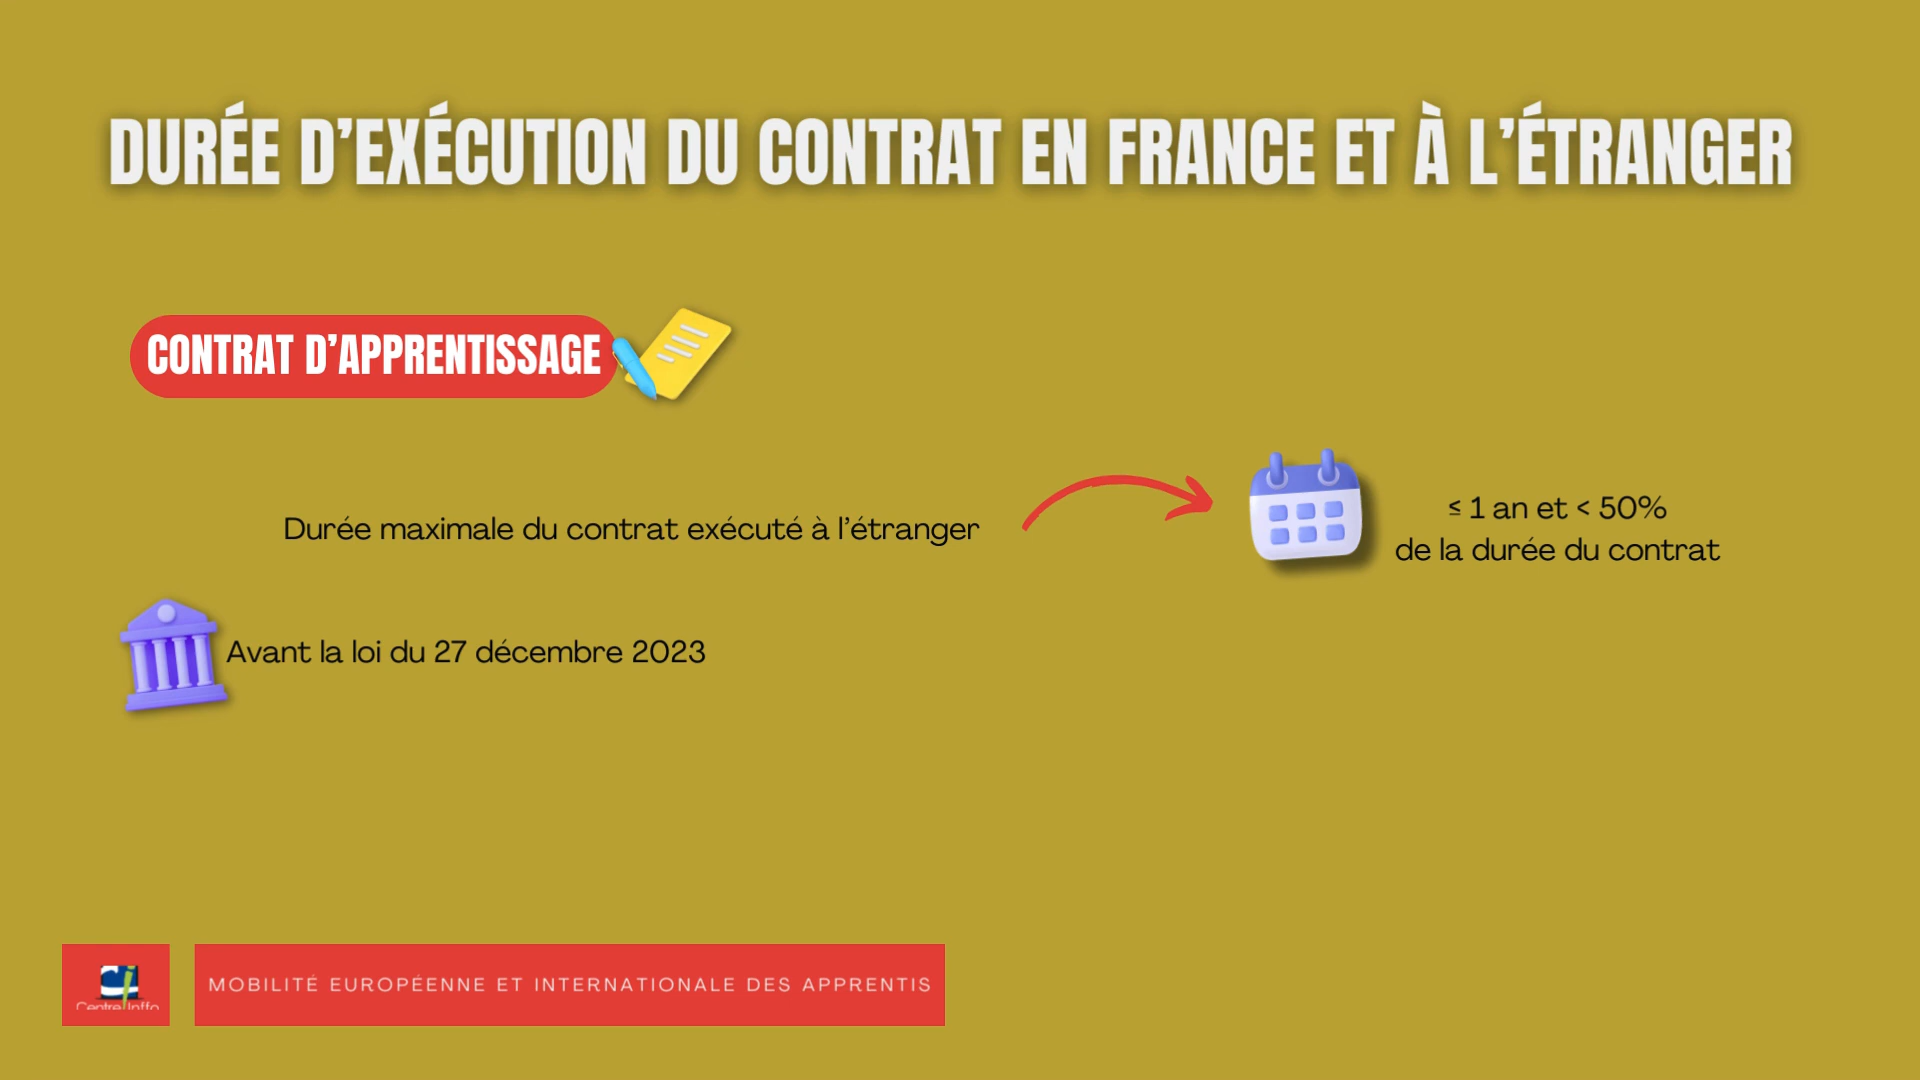 DURÉE D’EXÉCUTION DU CONTRAT EN FRANCE ET À L’ÉTRANGER
CONTRAT D’APPRENTISSAGE
Durée maximale du contrat exécuté à l’étranger
≤ 1 an et < 50%
de la durée du contrat
Avant la loi du 27 décembre 2023
Centre Inffo
MOBILITÉ EUROPÉENNE ET INTERNATIONALE DES APPRENTIS